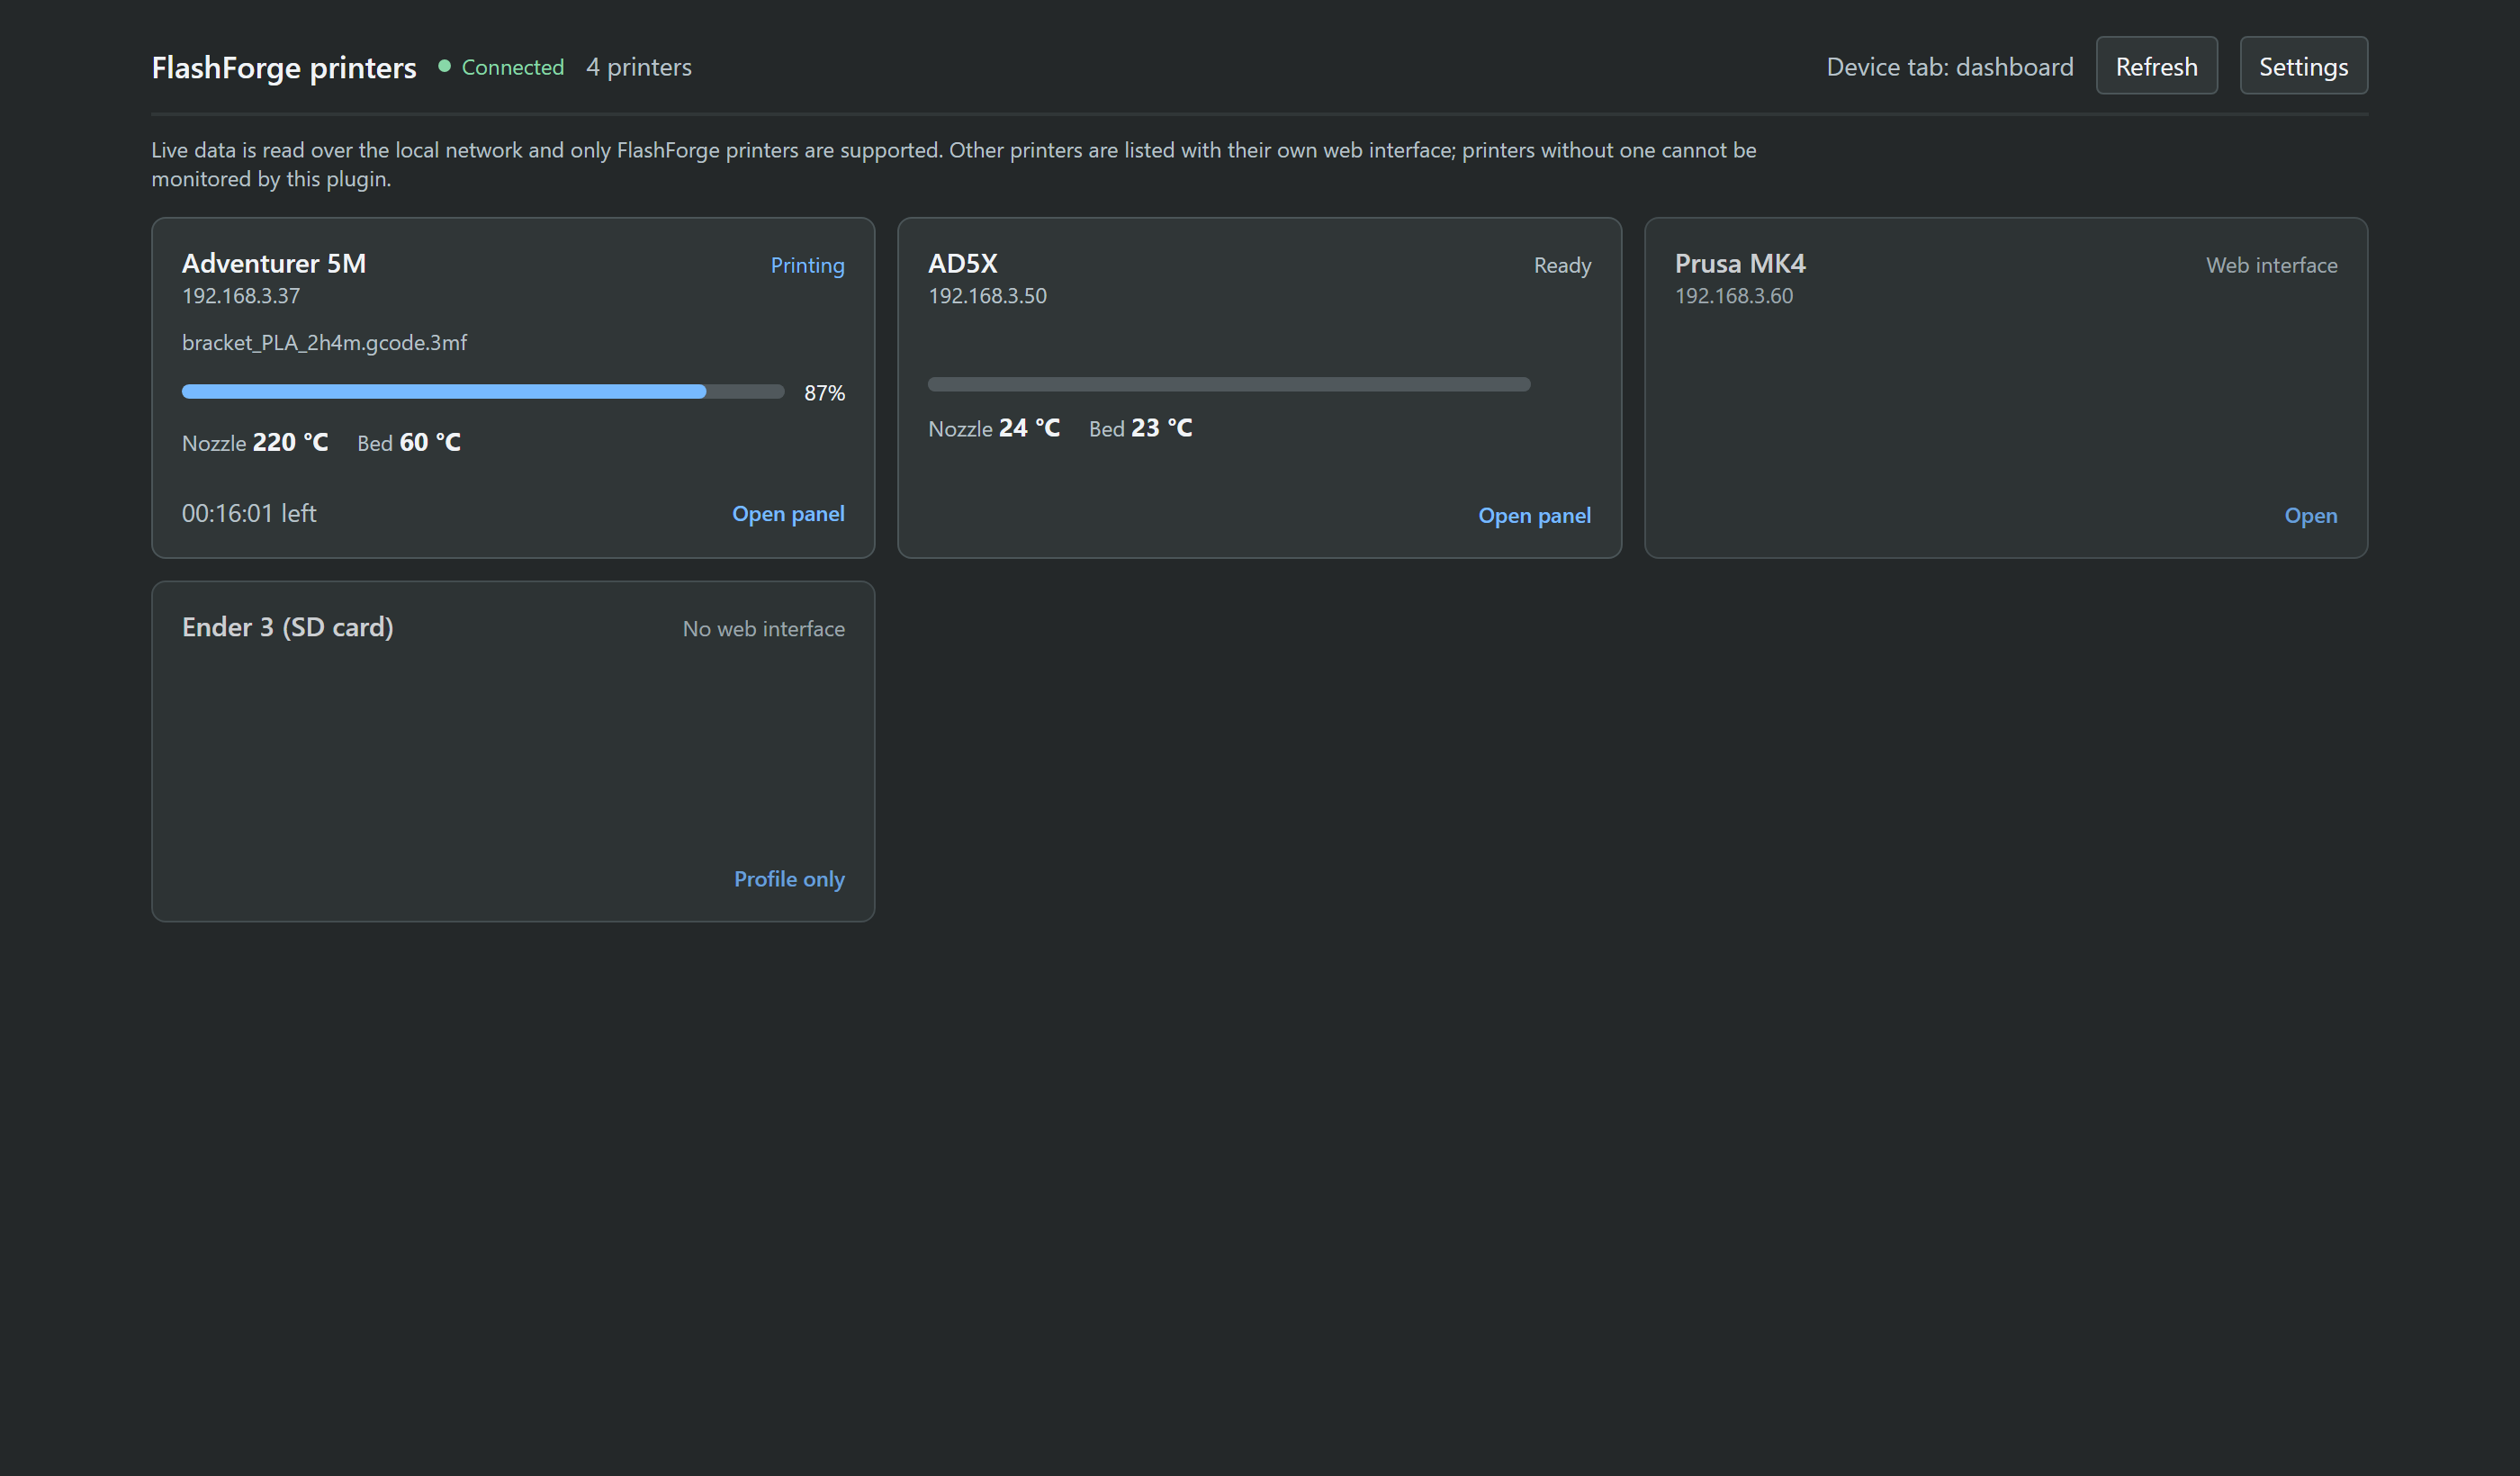 FlashForge printers
Connected
4 printers
Device tab: dashboard
Refresh
Settings
Live data is read over the local network and only FlashForge printers are supported. Other printers are listed with their own web interface; printers without one cannot be
monitored by this plugin.
Adventurer 5M
Printing
192.168.3.37
bracket_PLA_2h4m.gcode.3mf
87%
Nozzle 220 °C Bed 60 °C
00:16:01 left
Open panel
AD5X
Ready
192.168.3.50
Nozzle 24 °C Bed 23 °C
Open panel
Prusa MK4
Web interface
192.168.3.60
Open
Ender 3 (SD card)
No web interface
Profile only